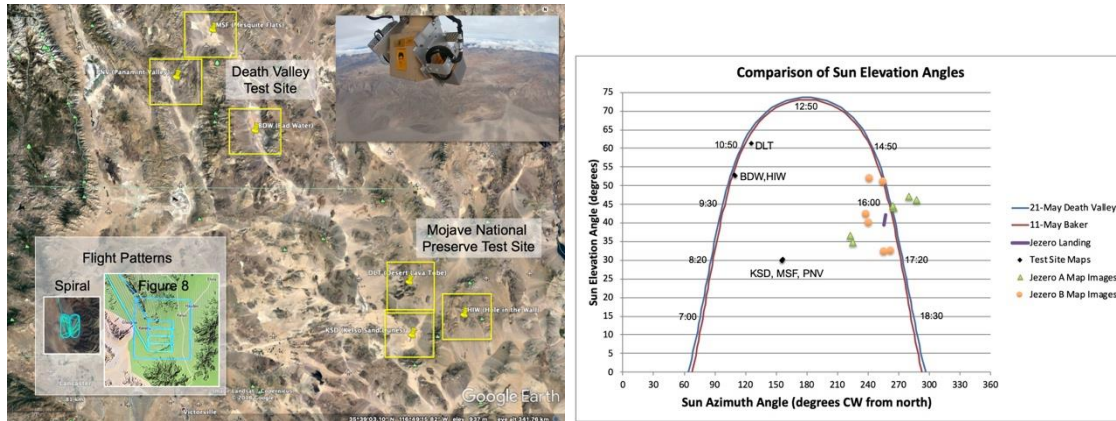 MSF (Mesquite Flats)
Death Valley
Test Site
PNV (Panamint Valley)
BDW (Bad Water)
Mojave National
Preserve Test Site
DLT (Desert Lava Tube)
HIW (Hole in the Wall)
KSD (Kelso Sand Dunes)
Flight Patterns
Spiral
Figure 8
Victorville
Google Earth
Comparison of Sun Elevation Angles
Sun Elevation Angle (degrees)
75
70
65
60
55
50
45
40
35
30
25
20
15
10
5
0
12:50
10:50
DLT
14:50
BDW,HIW
9:30
16:00
8:20
KSD, MSF, PNV
17:20
7:00
18:30
0 30 60 90 120 150 180 210 240 270 300 330 360
Sun Azimuth Angle (degrees CW from north)
21-May Death Valley
11-May Baker
Jezero Landing
Test Site Maps
Jezero A Map Images
Jezero B Map Images